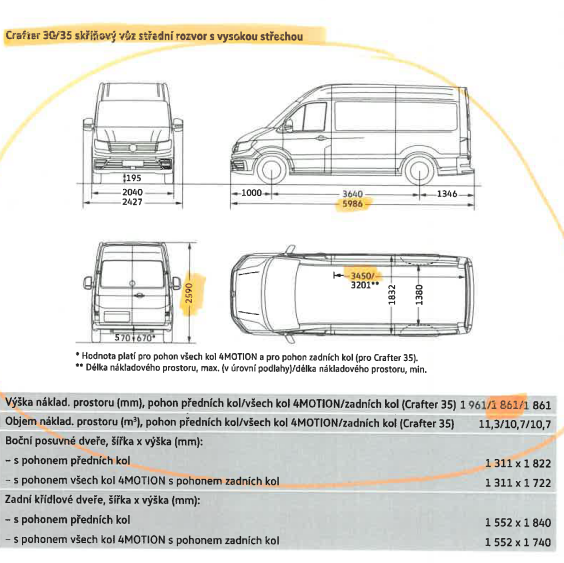 Crafter 30/35 skříňový vůz střední rozvor s vysokou střechou
195
2040
2427
1000
3640
1346
5986
2590
570*670*
3450/
3201**
1832
1380
* Hodnota platí pro pohon všech kol 4MOTION a pro pohon zadních kol (pro Crafter 35).
** Délka nákladového prostoru, max. (v úrovni podlahy)/délka nákladového prostoru, min.
Výška náklad. prostoru (mm), pohon předních kol/všech kol 4MOTION/zadních kol (Crafter 35) 1 961/1 861/1 861
Objem náklad. prostoru (m³), pohon předních kol/všech kol 4MOTION/zadních kol (Crafter 35) 11,3/10,7/10,7
Boční posuvné dveře, šířka x výška (mm):
– s pohonem předních kol 1 311 x 1 822
– s pohonem všech kol 4MOTION s pohonem zadních kol 1 311 x 1 722
Zadní křídlové dveře, šířka x výška (mm):
– s pohonem předních kol 1 552 x 1 840
– s pohonem všech kol 4MOTION s pohonem zadních kol 1 552 x 1 740